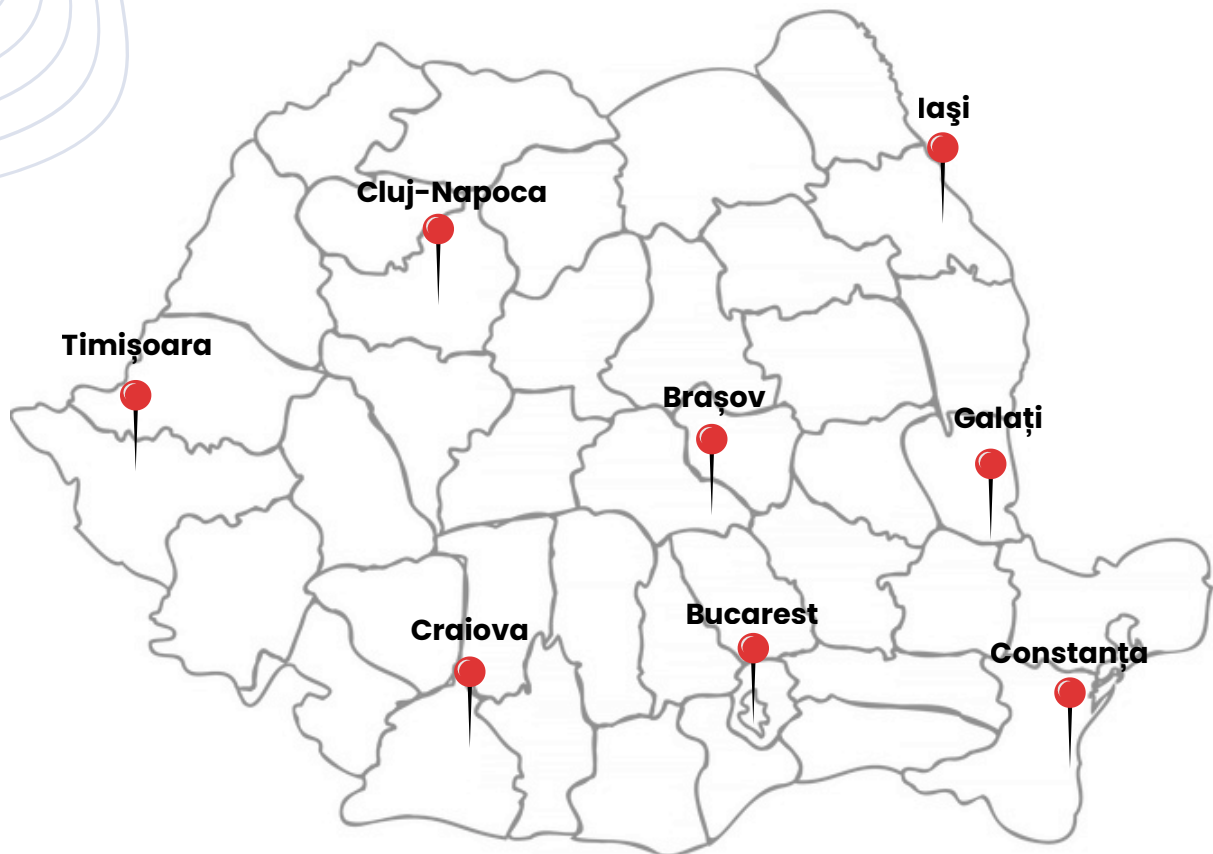 Iaşi
Cluj-Napoca
Timișoara
Brașov
Galați
Bucarest
Craiova
Constanța